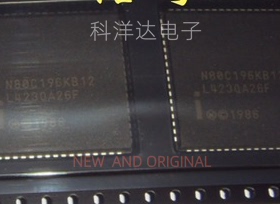 科洋达电子
N80C196KB12
L423QA26F
N80C196KB12
L423QA26F
i
©1986
NEW AND ORIGINAL